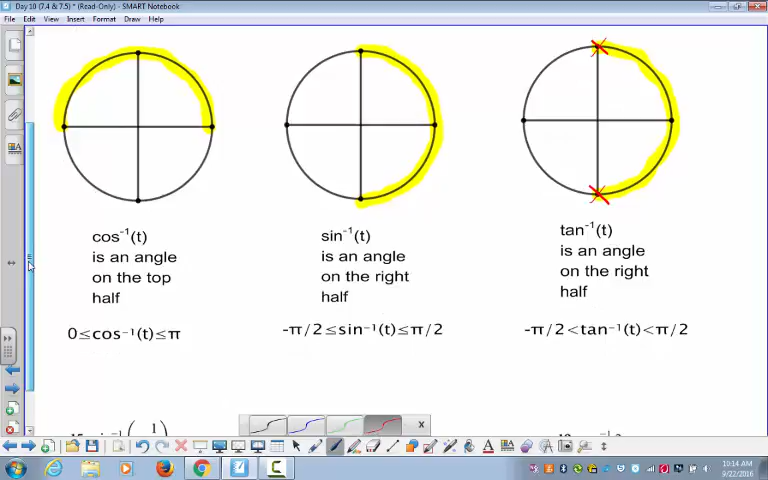 Day 10 (7.4 & 7.5) * (Read-Only) - SMART Notebook
File Edit View Insert Format Draw Help
cos⁻¹(t)
is an angle
on the top
half
0≤cos⁻¹(t)≤π
sin⁻¹(t)
is an angle
on the right
half
-π/2≤sin⁻¹(t)≤π/2
tan⁻¹(t)
is an angle
on the right
half
-π/2<tan⁻¹(t)<π/2
10:14 AM
9/22/2016